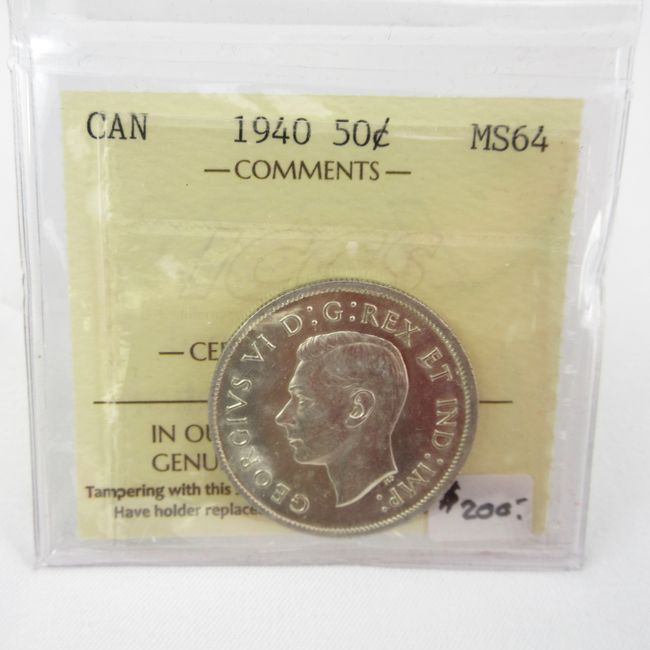 CAN 1940 50¢ MS64
— COMMENTS —
— CE
IN OU
GENU
Tampering with this
Have holder replace
GEORGIVS VI D:G:REX ET IND:IMP:
HP
$200.-